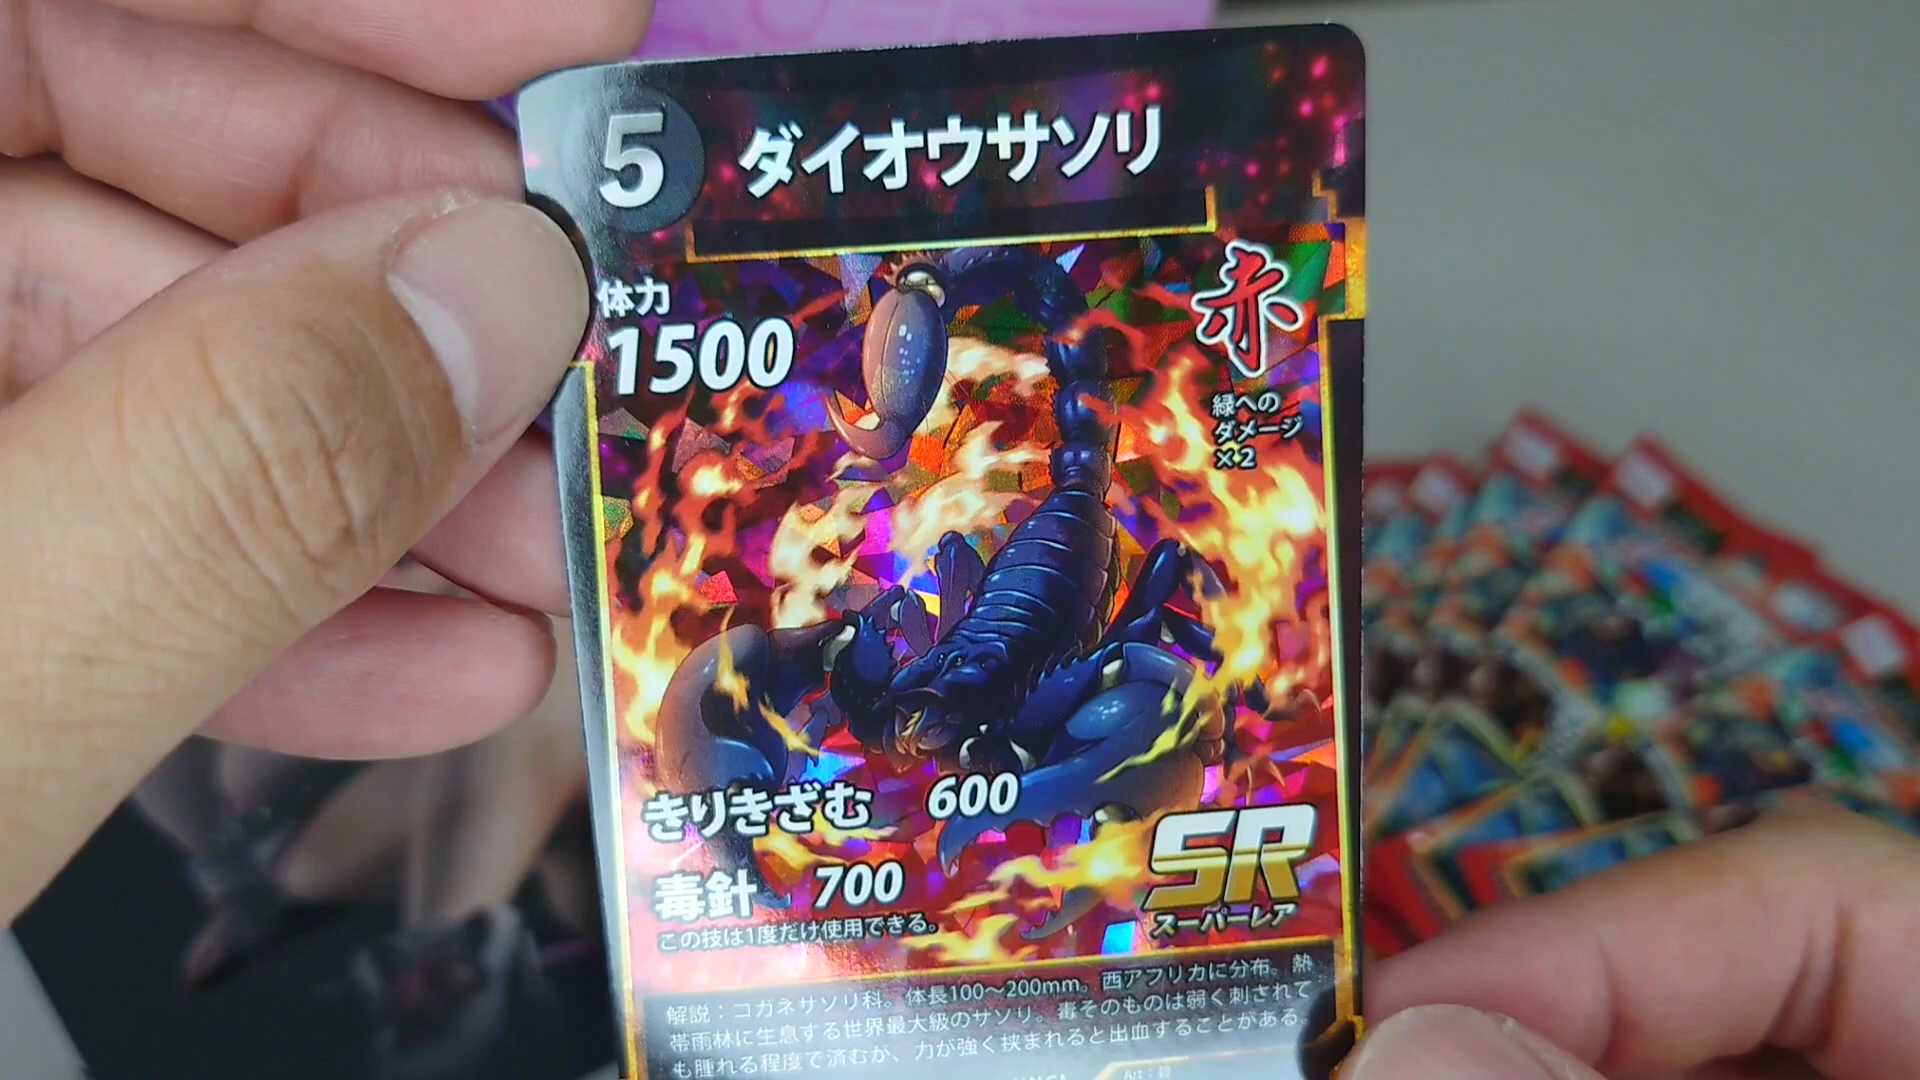 5 ダイオウサソリ
体力
1500
赤
緑への
ダメージ
×2
きりきざむ 600
毒針 700
この技は1度だけ使用できる。
SR
スーパーレア
解説：コガネサソリ科。体長100～200mm。西アフリカに分布。熱
帯雨林に生息する世界最大級のサソリ。毒そのものは弱く刺されて
も腫れる程度で済むが、力が強く挟まれると出血することがある。
Art：碧